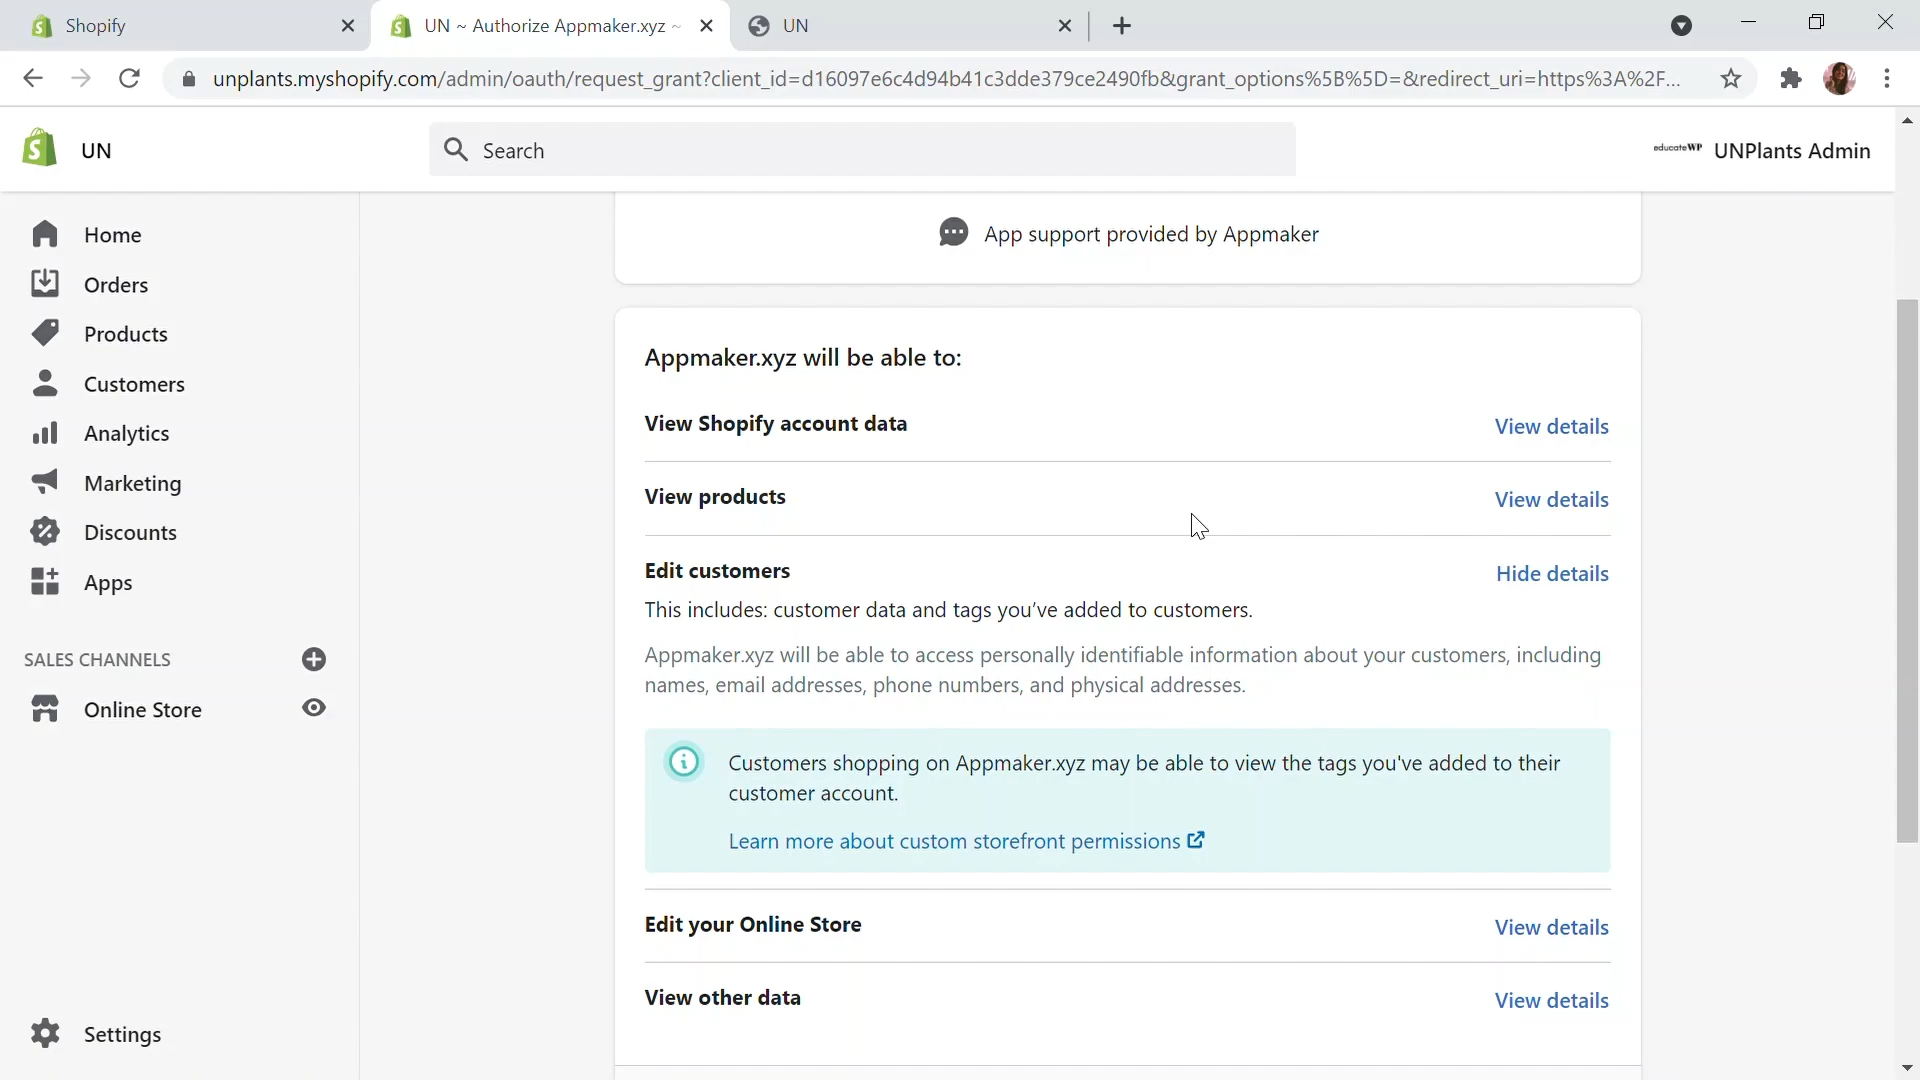 Shopify
UN ~ Authorize Appmaker.xyz ~
UN
unplants.myshopify.com/admin/oauth/request_grant?client_id=d16097e6c4d94b41c3dde379ce2490fb&grant_options%5B%5D=&redirect_uri=https%3A%2F...
UN
Search
educateWP
UNPlants Admin
Home
Orders
Products
Customers
Analytics
Marketing
Discounts
Apps
SALES CHANNELS
Online Store
Settings
App support provided by Appmaker
Appmaker.xyz will be able to:
View Shopify account data
View details
View products
View details
Edit customers
Hide details
This includes: customer data and tags you’ve added to customers.
Appmaker.xyz will be able to access personally identifiable information about your customers, including
names, email addresses, phone numbers, and physical addresses.
Customers shopping on Appmaker.xyz may be able to view the tags you've added to their
customer account.
Learn more about custom storefront permissions
Edit your Online Store
View details
View other data
View details